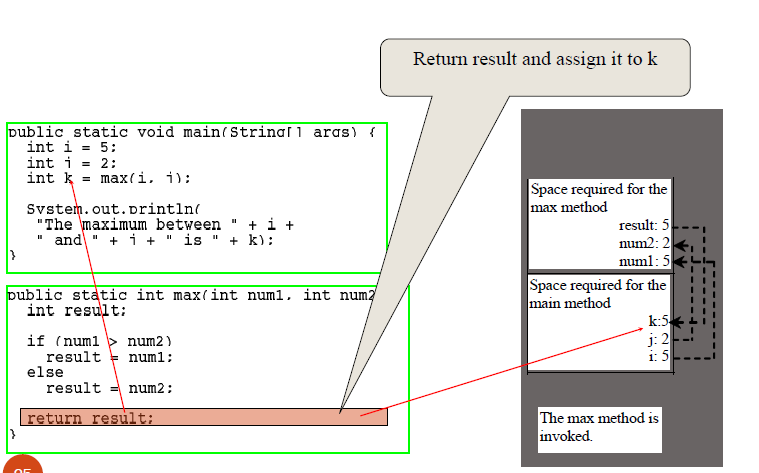 Return result and assign it to k
public static void main(String[] args) {
int i = 5;
int j = 2;
int k = max(i, j);
System.out.println(
"The maximum between " + i +
" and " + j + " is " + k);
}
public static int max(int num1, int num2
int result;
if (num1 > num2)
result = num1;
else
result = num2;
return result;
}
Space required for the
max method
result: 5
num2: 2
num1: 5
Space required for the
main method
k:5
j: 2
i: 5
The max method is
invoked.